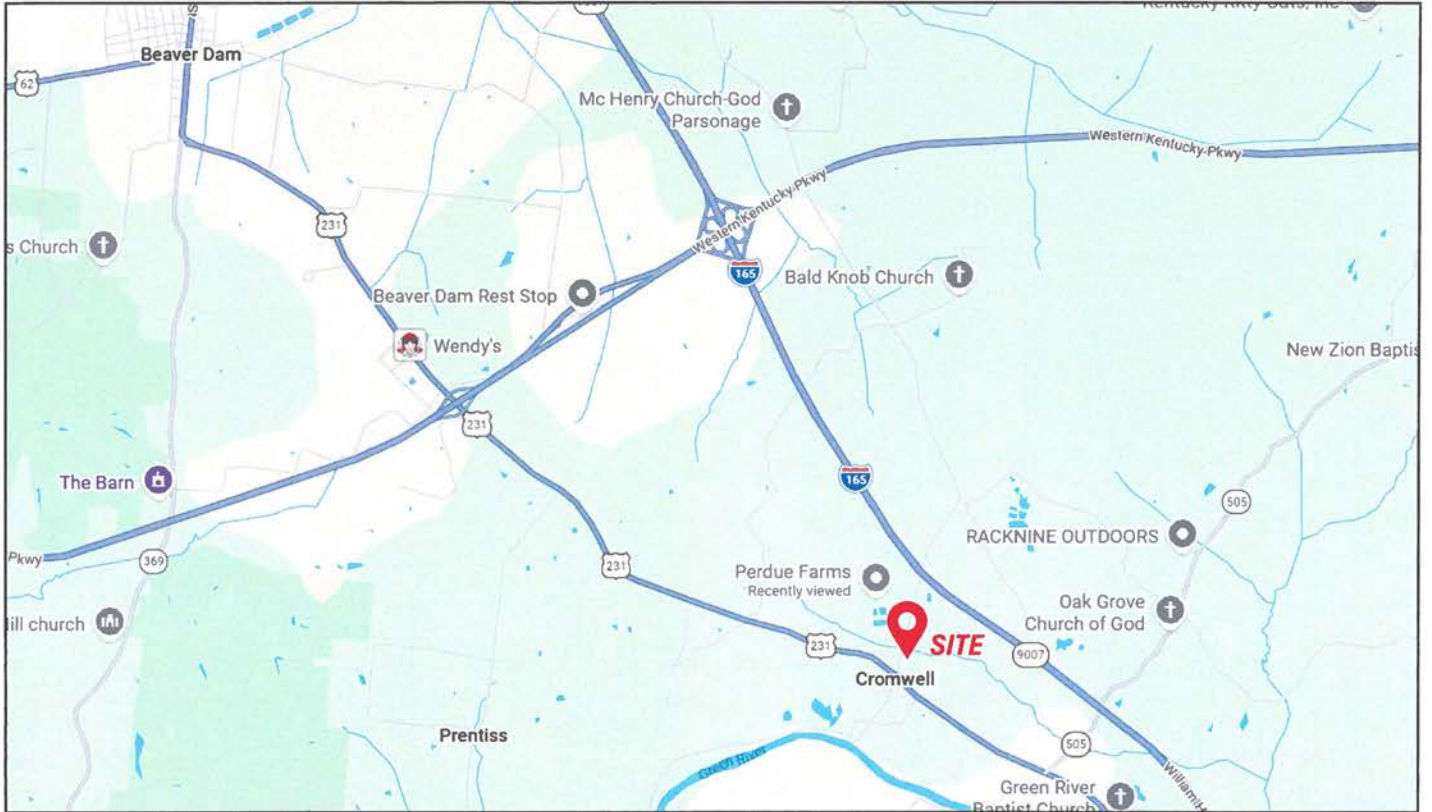 Beaver Dam
62
Mc Henry Church-God
Parsonage
Western Kentucky Pkwy
231
s Church
Western Kentucky Pkwy
165
Bald Knob Church
Beaver Dam Rest Stop
Wendy's
New Zion Baptis
231
The Barn
165
505
RACKNINE OUTDOORS
Pkwy
369
231
Perdue Farms
Recently viewed
Oak Grove
Church of God
ill church
231
SITE
9007
Cromwell
Prentiss
505
Green River
Green River
Baptist Church
William H